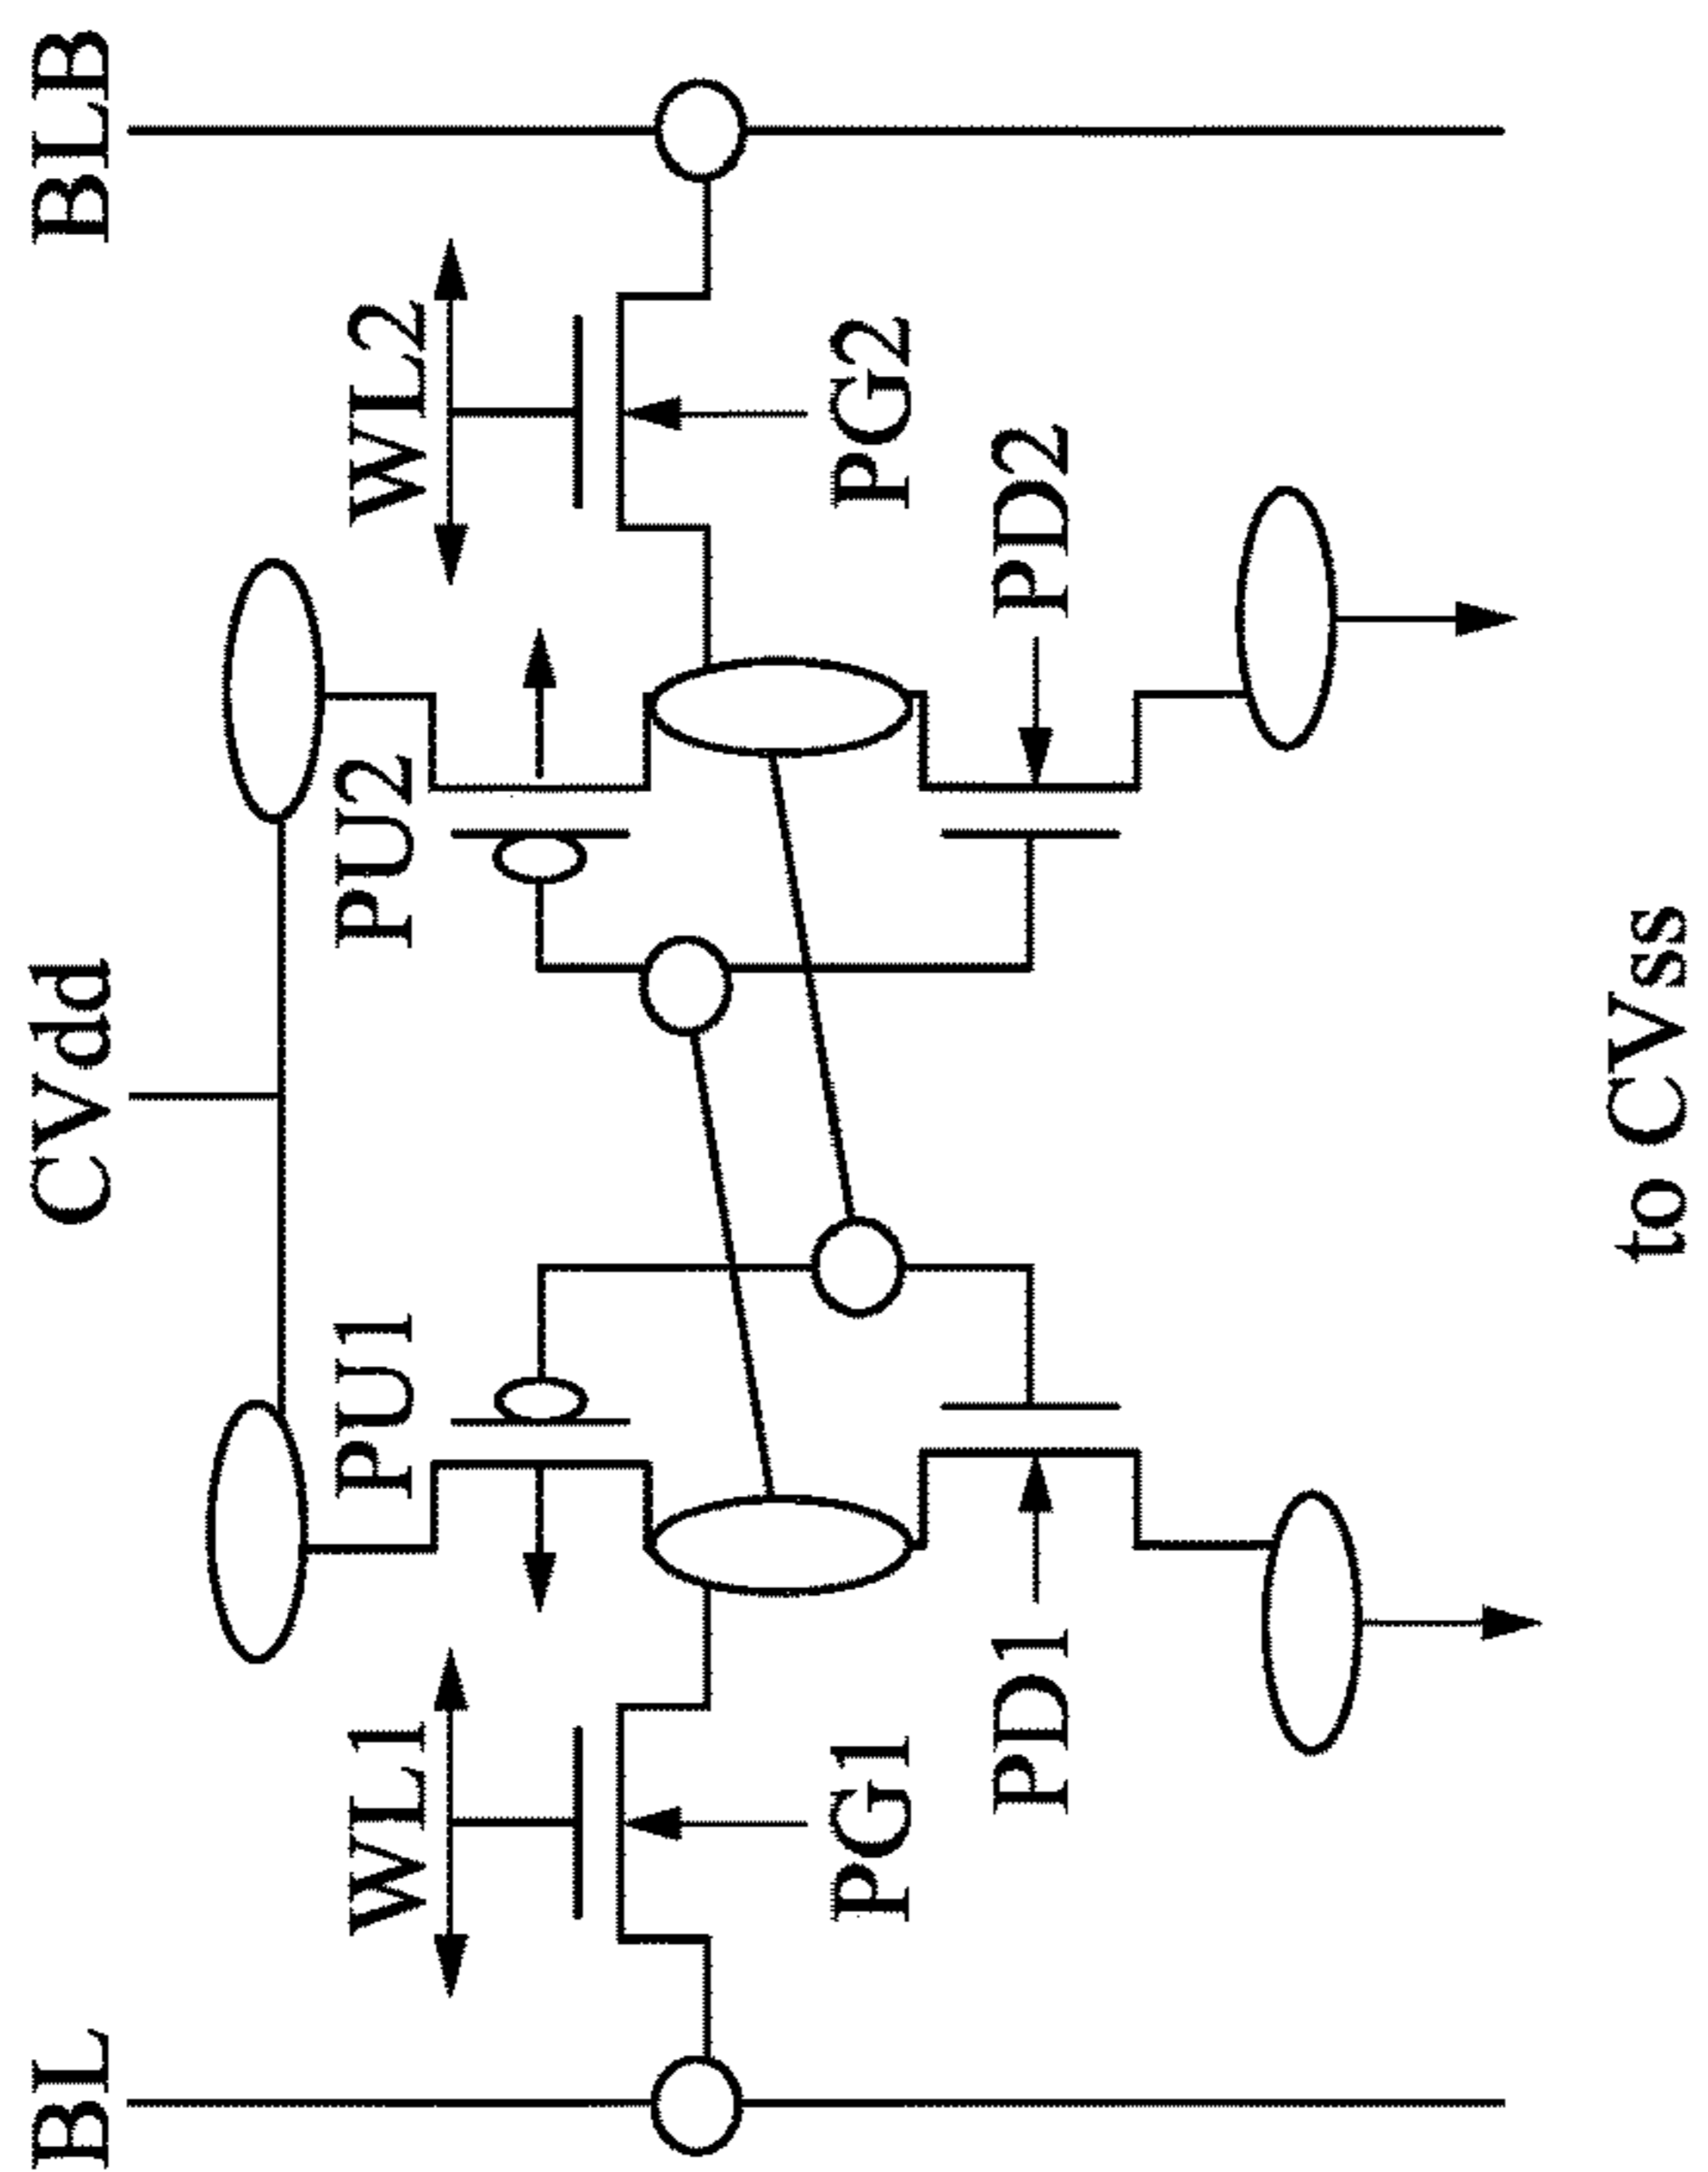 BL
CVdd
BLB
WL1
PU1
PU2
WL2
PG1
PG2
PD1
PD2
to CVss